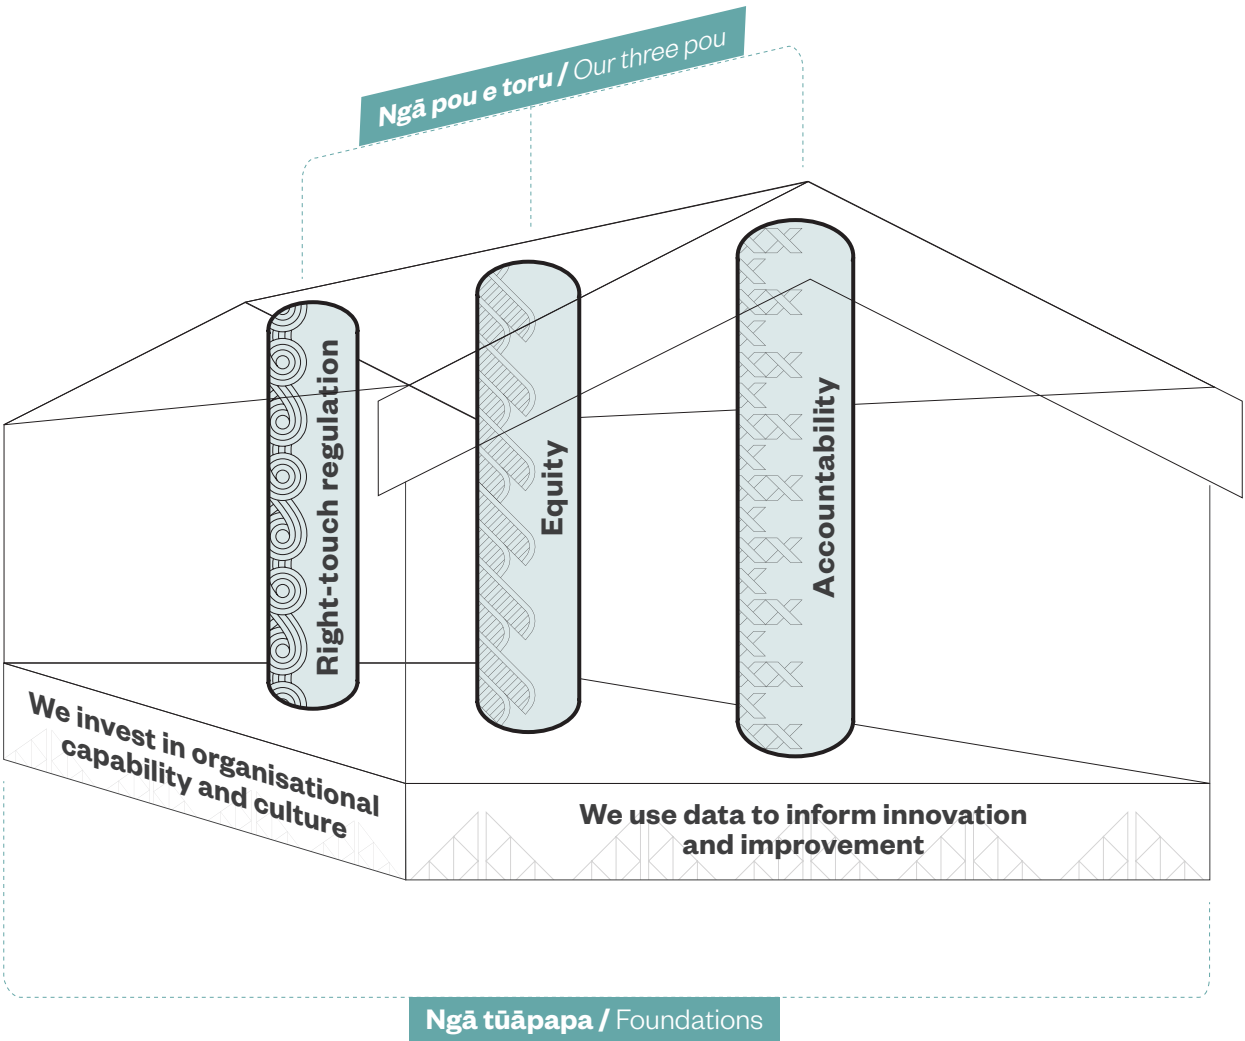 Ngā pou e toru / Our three pou
Right-touch regulation
Equity
Accountability
We invest in organisational
capability and culture
We use data to inform innovation
and improvement
Ngā tūāpapa / Foundations